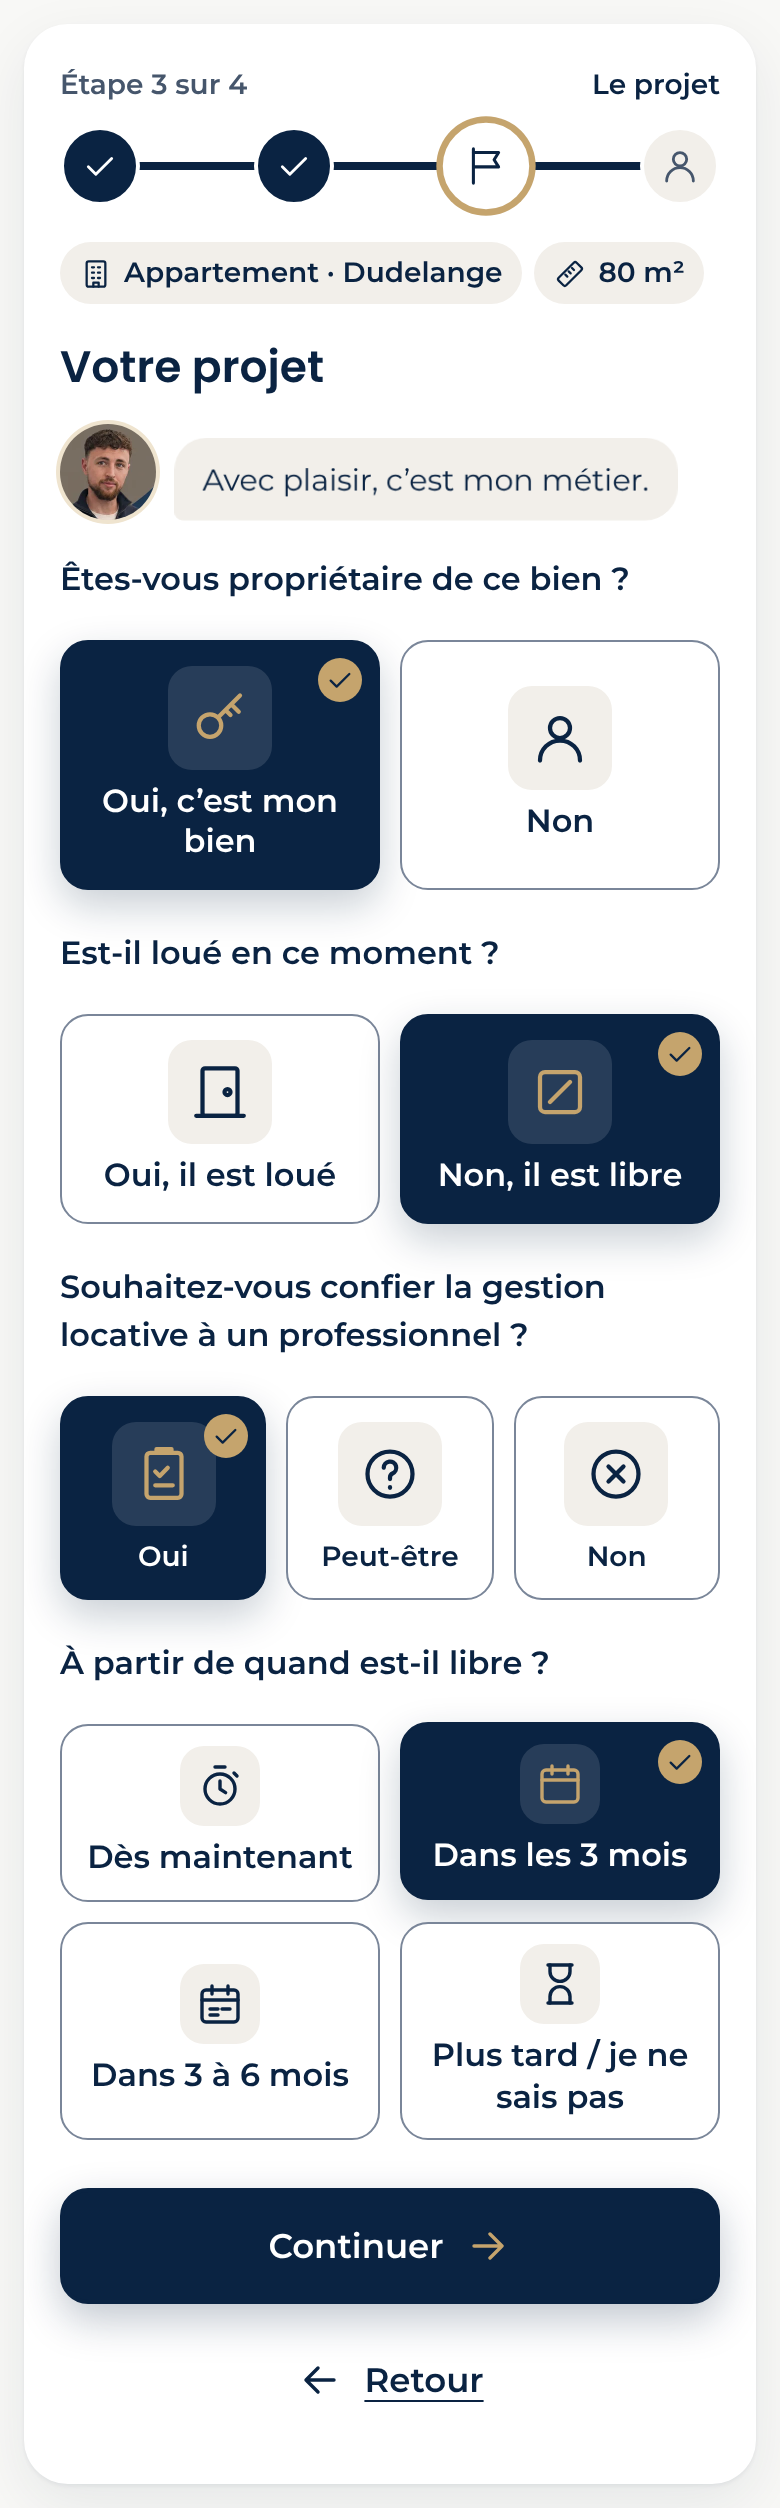 Étape 3 sur 4
Le projet
Appartement · Dudelange
80 m²
Votre projet
Avec plaisir, c’est mon métier.
Êtes-vous propriétaire de ce bien ?
Oui, c’est mon
bien
Non
Est-il loué en ce moment ?
Oui, il est loué
Non, il est libre
Souhaitez-vous confier la gestion
locative à un professionnel ?
Oui
Peut-être
Non
À partir de quand est-il libre ?
Dès maintenant
Dans les 3 mois
Dans 3 à 6 mois
Plus tard / je ne
sais pas
Continuer
Retour